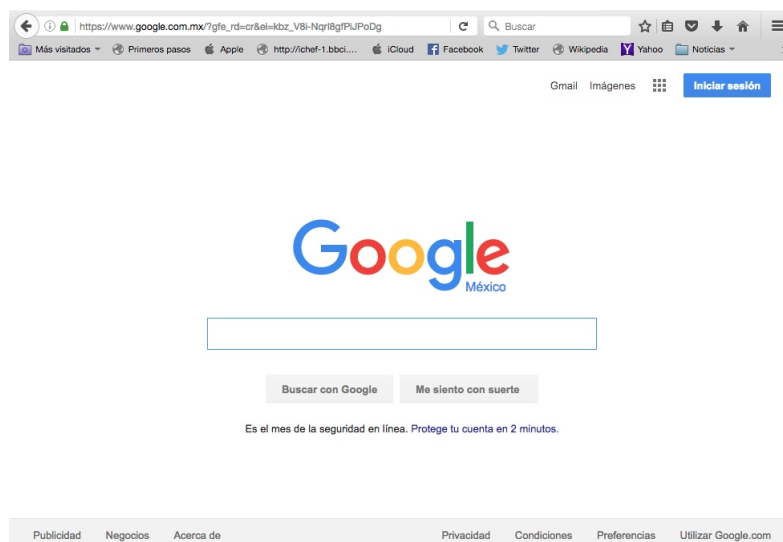 https://www.google.com.mx/?gfe_rd=cr&ei=kbz_V8i-Nqrl8gfPiJPoDg Buscar
Más visitados Primeros pasos Apple http://ichef-1.bbci.... iCloud Facebook Twitter Wikipedia Yahoo Noticias
Gmail Imágenes Iniciar sesión
Google
México
Buscar con Google Me siento con suerte
Es el mes de la seguridad en línea. Protege tu cuenta en 2 minutos.
Publicidad Negocios Acerca de Privacidad Condiciones Preferencias Utilizar Google.com